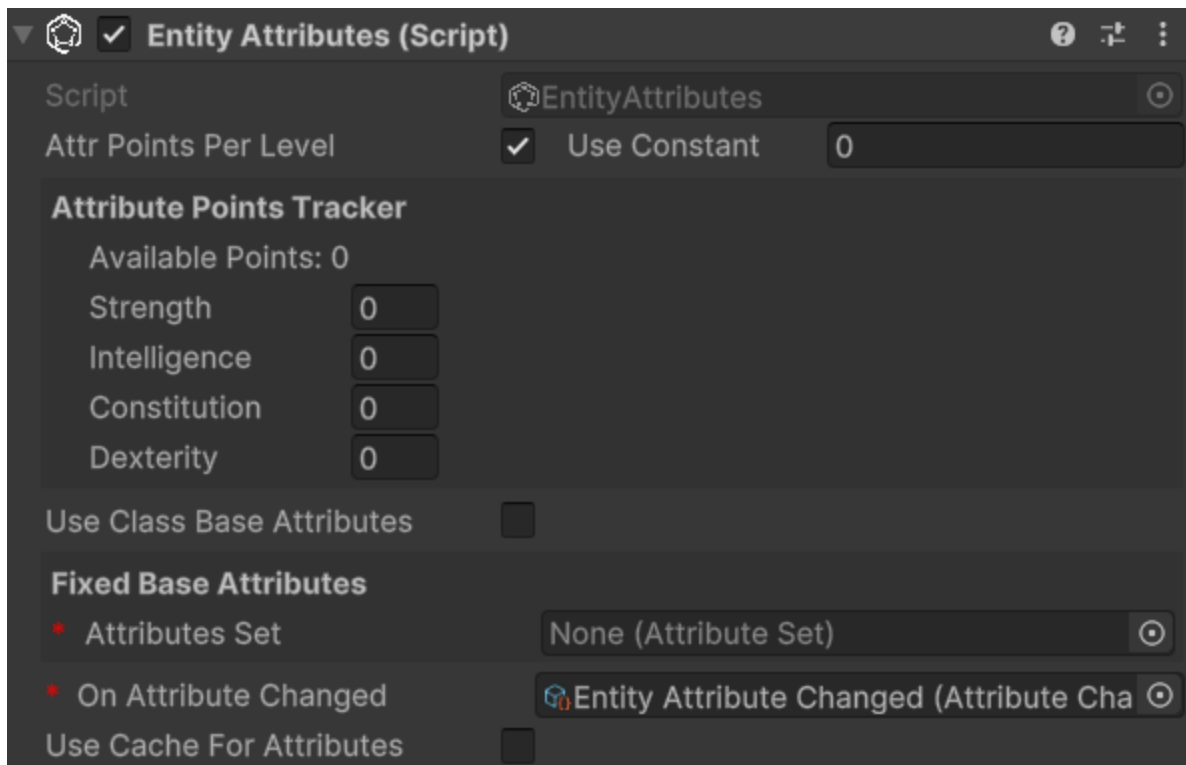 Entity Attributes (Script)
Script EntityAttributes
Attr Points Per Level Use Constant 0
Attribute Points Tracker
Available Points: 0
Strength 0
Intelligence 0
Constitution 0
Dexterity 0
Use Class Base Attributes
Fixed Base Attributes
* Attributes Set None (Attribute Set)
* On Attribute Changed Entity Attribute Changed (Attribute Cha
Use Cache For Attributes